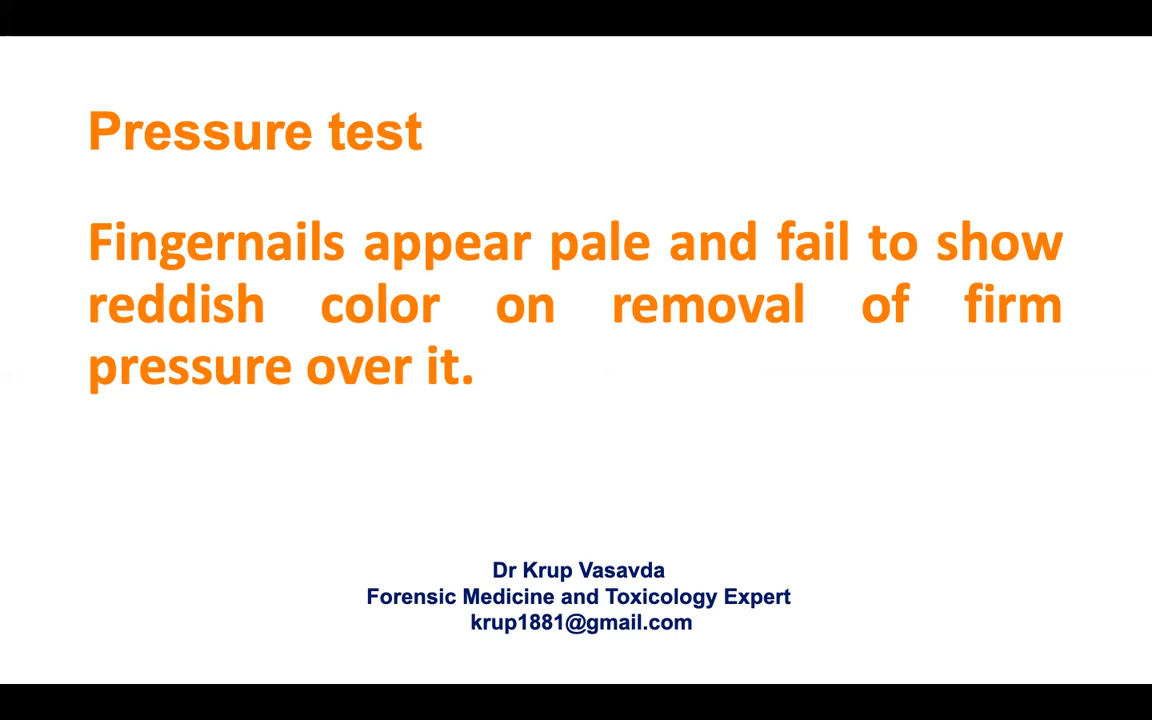 Pressure test
Fingernails appear pale and fail to show
reddish color on removal of firm
pressure over it.
Dr Krup Vasavda
Forensic Medicine and Toxicology Expert
krup1881@gmail.com